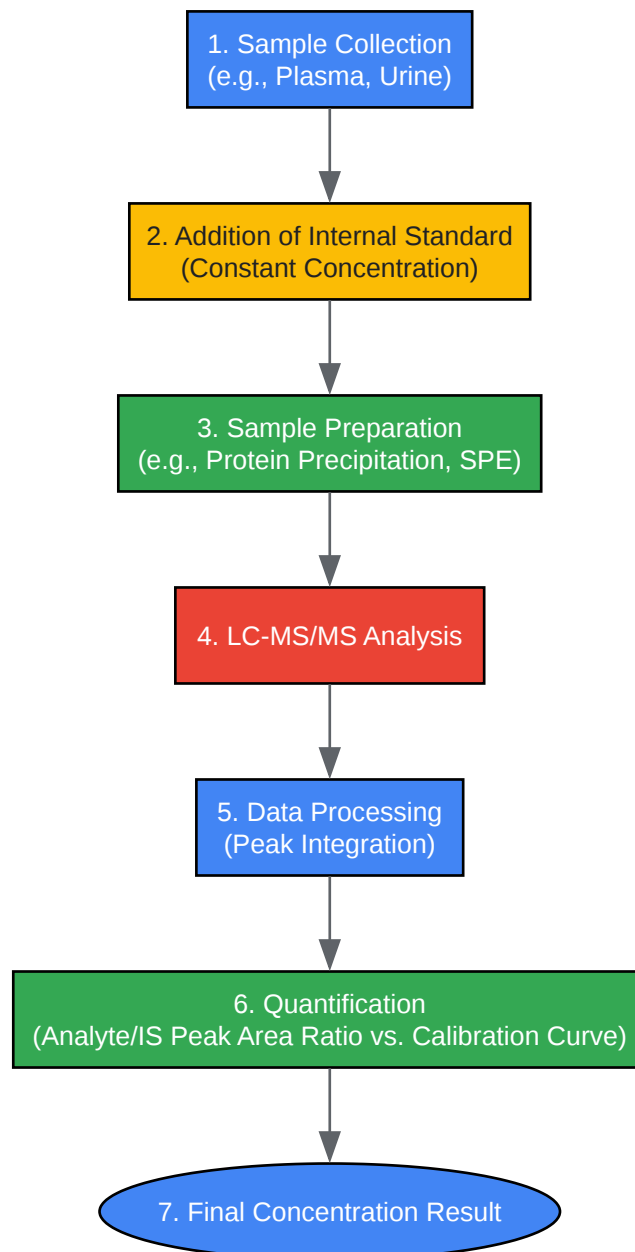 1. Sample Collection
(e.g., Plasma, Urine)
2. Addition of Internal Standard
(Constant Concentration)
3. Sample Preparation
(e.g., Protein Precipitation, SPE)
4. LC-MS/MS Analysis
5. Data Processing
(Peak Integration)
6. Quantification
(Analyte/IS Peak Area Ratio vs. Calibration Curve)
7. Final Concentration Result